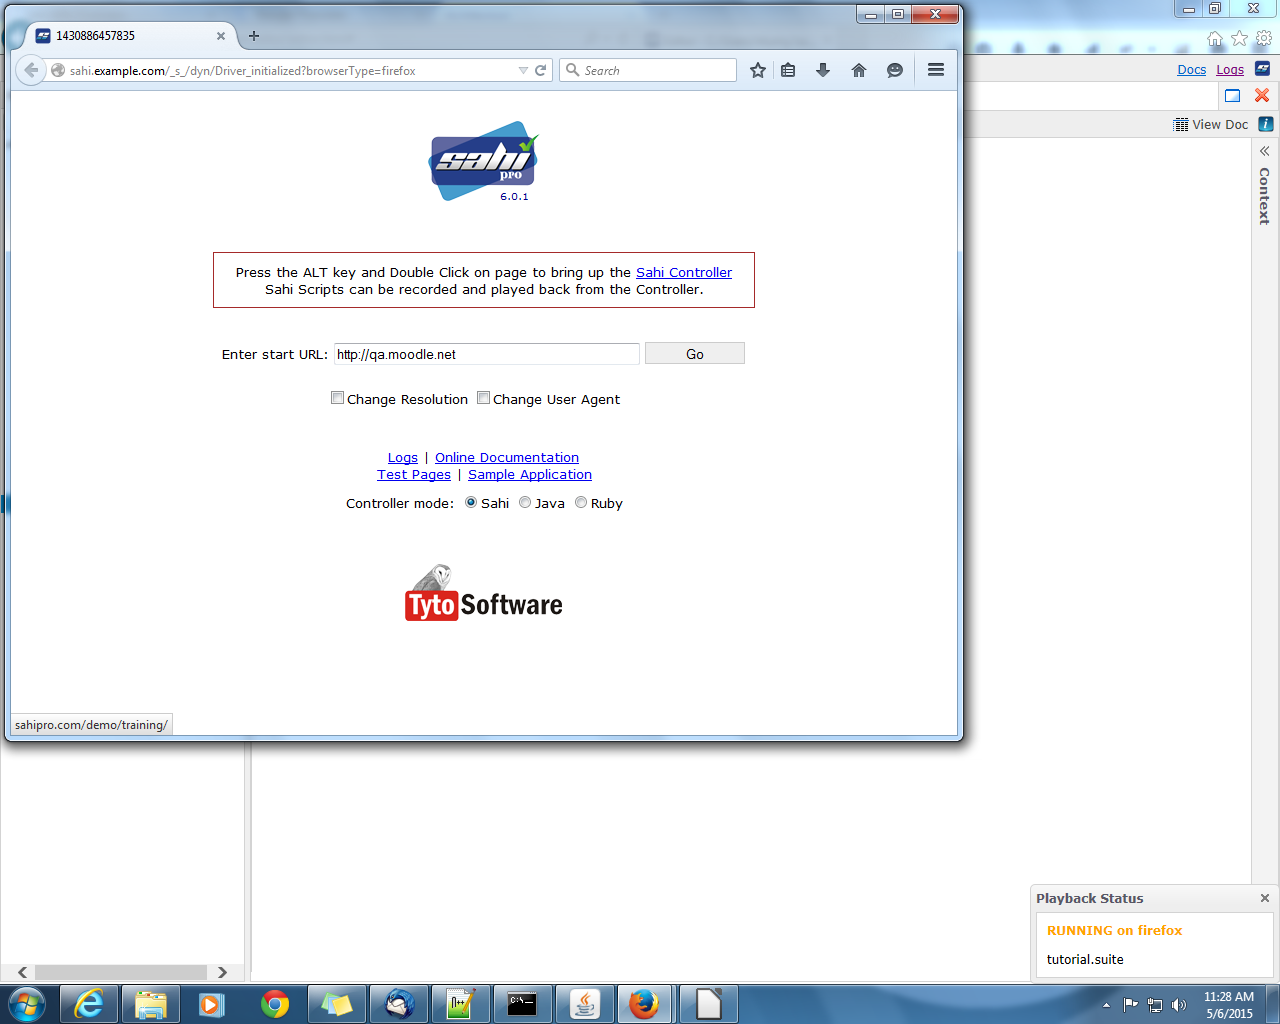 1430886457835
sahi.example.com/_s_/dyn/Driver_initialized?browserType=firefox
Search
Docs Logs
View Doc
Context
sahi
pro
6.0.1
Press the ALT key and Double Click on page to bring up the Sahi Controller
Sahi Scripts can be recorded and played back from the Controller.
Enter start URL: http://qa.moodle.net Go
Change Resolution Change User Agent
Logs | Online Documentation
Test Pages | Sample Application
Controller mode: Sahi Java Ruby
Tyto Software
sahipro.com/demo/training/
Playback Status
RUNNING on firefox
tutorial.suite
11:28 AM
5/6/2015